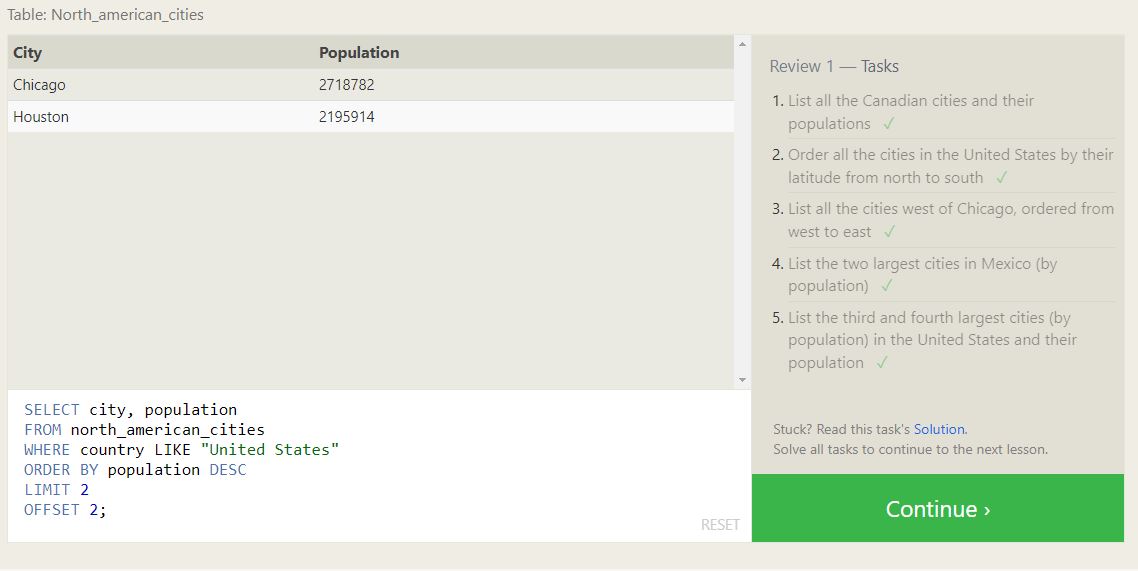 Table: North_american_cities
City Population
Chicago 2718782
Houston 2195914
SELECT city, population
FROM north_american_cities
WHERE country LIKE "United States"
ORDER BY population DESC
LIMIT 2
OFFSET 2;
RESET
Review 1 — Tasks
1. List all the Canadian cities and their
populations ✓
2. Order all the cities in the United States by their
latitude from north to south ✓
3. List all the cities west of Chicago, ordered from
west to east ✓
4. List the two largest cities in Mexico (by
population) ✓
5. List the third and fourth largest cities (by
population) in the United States and their
population ✓
Stuck? Read this task's Solution.
Solve all tasks to continue to the next lesson.
Continue ›